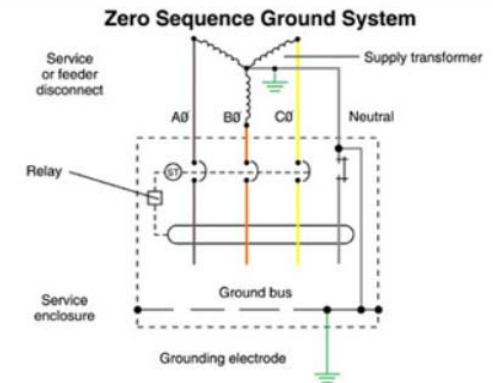 Zero Sequence Ground System
Service
or feeder
disconnect
Supply transformer
AØ
BØ
CØ
Neutral
Relay
ST
Ground bus
Service
enclosure
Grounding electrode